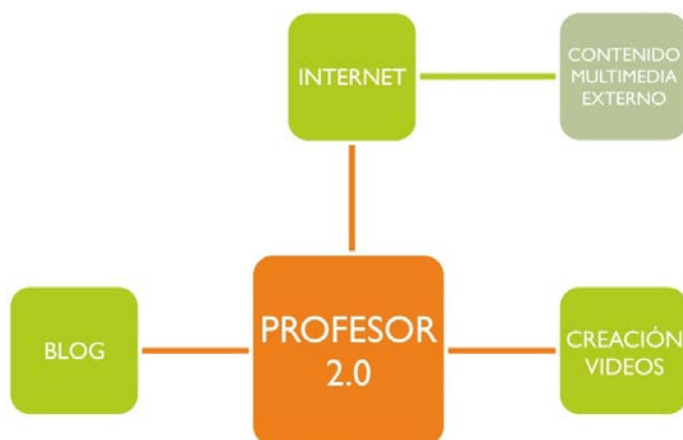 INTERNET
CONTENIDO
MULTIMEDIA
EXTERNO
BLOG
PROFESOR
2.0
CREACIÓN
VIDEOS